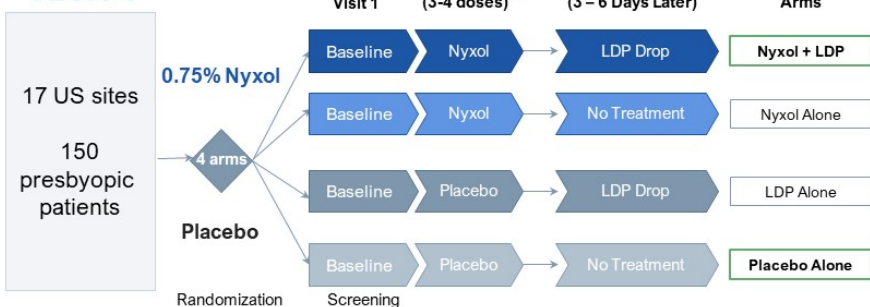 Visit 1 (3-4 doses) (3 – 6 Days Later) Arms
Baseline Nyxol LDP Drop Nyxol + LDP
0.75% Nyxol
17 US sites
Baseline Nyxol No Treatment Nyxol Alone
150
presbyopic
patients
4 arms
Baseline Placebo LDP Drop LDP Alone
Placebo
Baseline Placebo No Treatment Placebo Alone
Randomization Screening